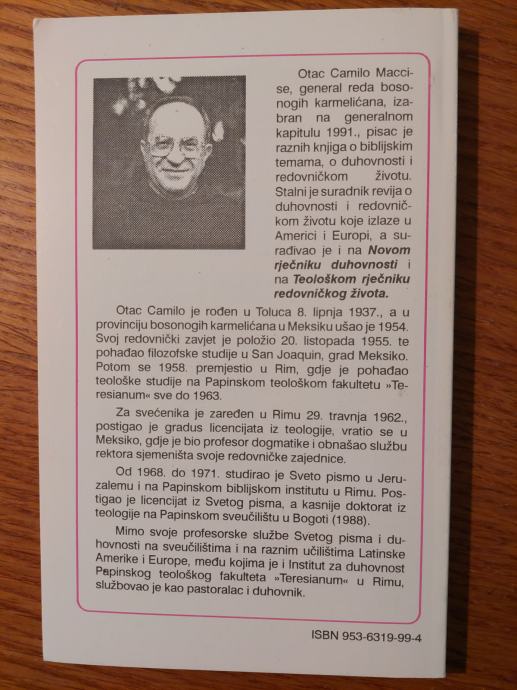 Otac Camilo Macci-
se, general reda boso-
nogih karmelićana, iza-
bran na generalnom
kapitulu 1991., pisac je
raznih knjiga o biblijskim
temama, o duhovnosti i
redovničkom životu.
Stalni je suradnik revija o
duhovnosti i redovnič-
kom životu koje izlaze u
Americi i Europi, a su-
rađivao je i na Novom
rječniku duhovnosti i
na Teološkom rječniku
redovničkog života.
Otac Camilo je rođen u Toluca 8. lipnja 1937., a u
provinciju bosonogih karmelićana u Meksiku ušao je 1954.
Svoj redovnički zavjet je položio 20. listopada 1955. te
pohađao filozofske studije u San Joaquin, grad Meksiko.
Potom se 1958. premjestio u Rim, gdje je pohađao
teološke studije na Papinskom teološkom fakultetu »Te-
resianum« sve do 1963.
Za svećenika je zaređen u Rimu 29. travnja 1962.,
postigao je gradus licencijata iz teologije, vratio se u
Meksiko, gdje je bio profesor dogmatike i obnašao službu
rektora sjemeništa svoje redovničke zajednice.
Od 1968. do 1971. studirao je Sveto pismo u Jeru-
zalemu i na Papinskom biblijskom institutu u Rimu. Pos-
tigao je licencijat iz Svetog pisma, a kasnije doktorat iz
teologije na Papinskom sveučilištu u Bogoti (1988).
Mimo svoje profesorske službe Svetog pisma i du-
hovnosti na sveučilištima i na raznim učilištima Latinske
Amerike i Europe, među kojima je i Institut za duhovnost
Papinskog teološkog fakulteta »Teresianum« u Rimu,
službovao je kao pastoralac i duhovnik.
ISBN 953-6319-99-4